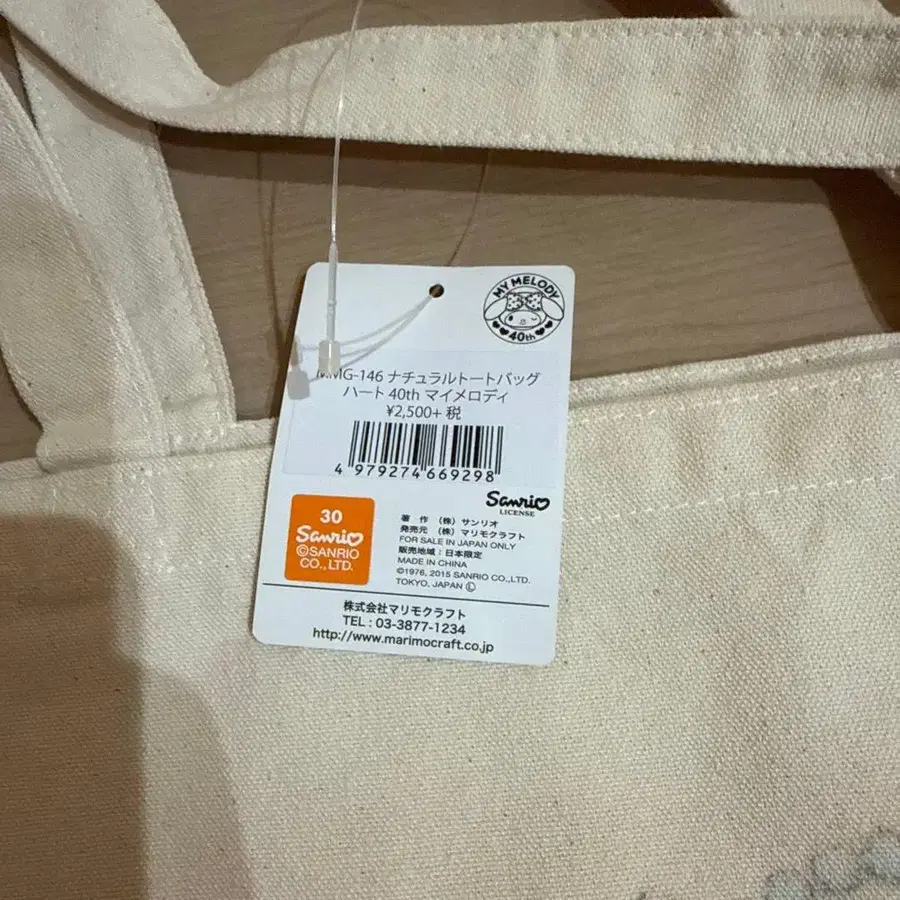 MY MELODY
40th
MMG-146 ナチュラルトートバッグ
ハート 40th マイメロディ
¥2,500+ 税
4 979274 669298
Sanrio
LICENSE
30
Sanrio
©SANRIO
CO.,LTD.
著 作 (株) サンリオ
発売元 (株) マリモクラフト
FOR SALE IN JAPAN ONLY
販売地域:日本限定
MADE IN CHINA
©1976, 2015 SANRIO CO.,LTD.
TOKYO, JAPAN Ⓛ
株式会社マリモクラフト
TEL : 03-3877-1234
http://www.marimocraft.co.jp